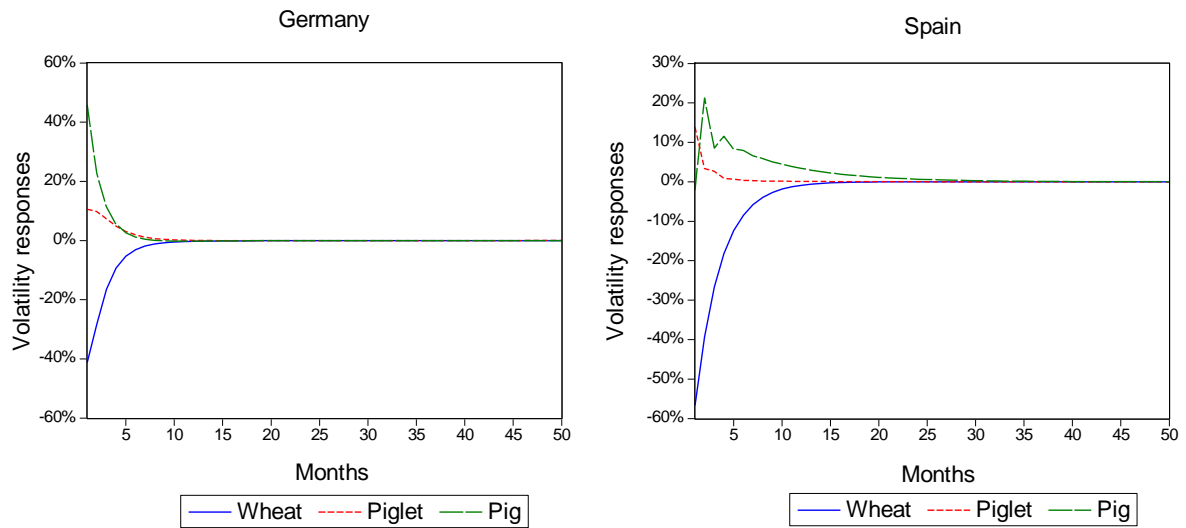 Germany
Volatility responses
60%
40%
20%
0%
-20%
-40%
-60%
5 10 15 20 25 30 35 40 45 50
Months
Wheat Piglet Pig
Spain
Volatility responses
30%
20%
10%
0%
-10%
-20%
-30%
-40%
-50%
-60%
5 10 15 20 25 30 35 40 45 50
Months
Wheat Piglet Pig